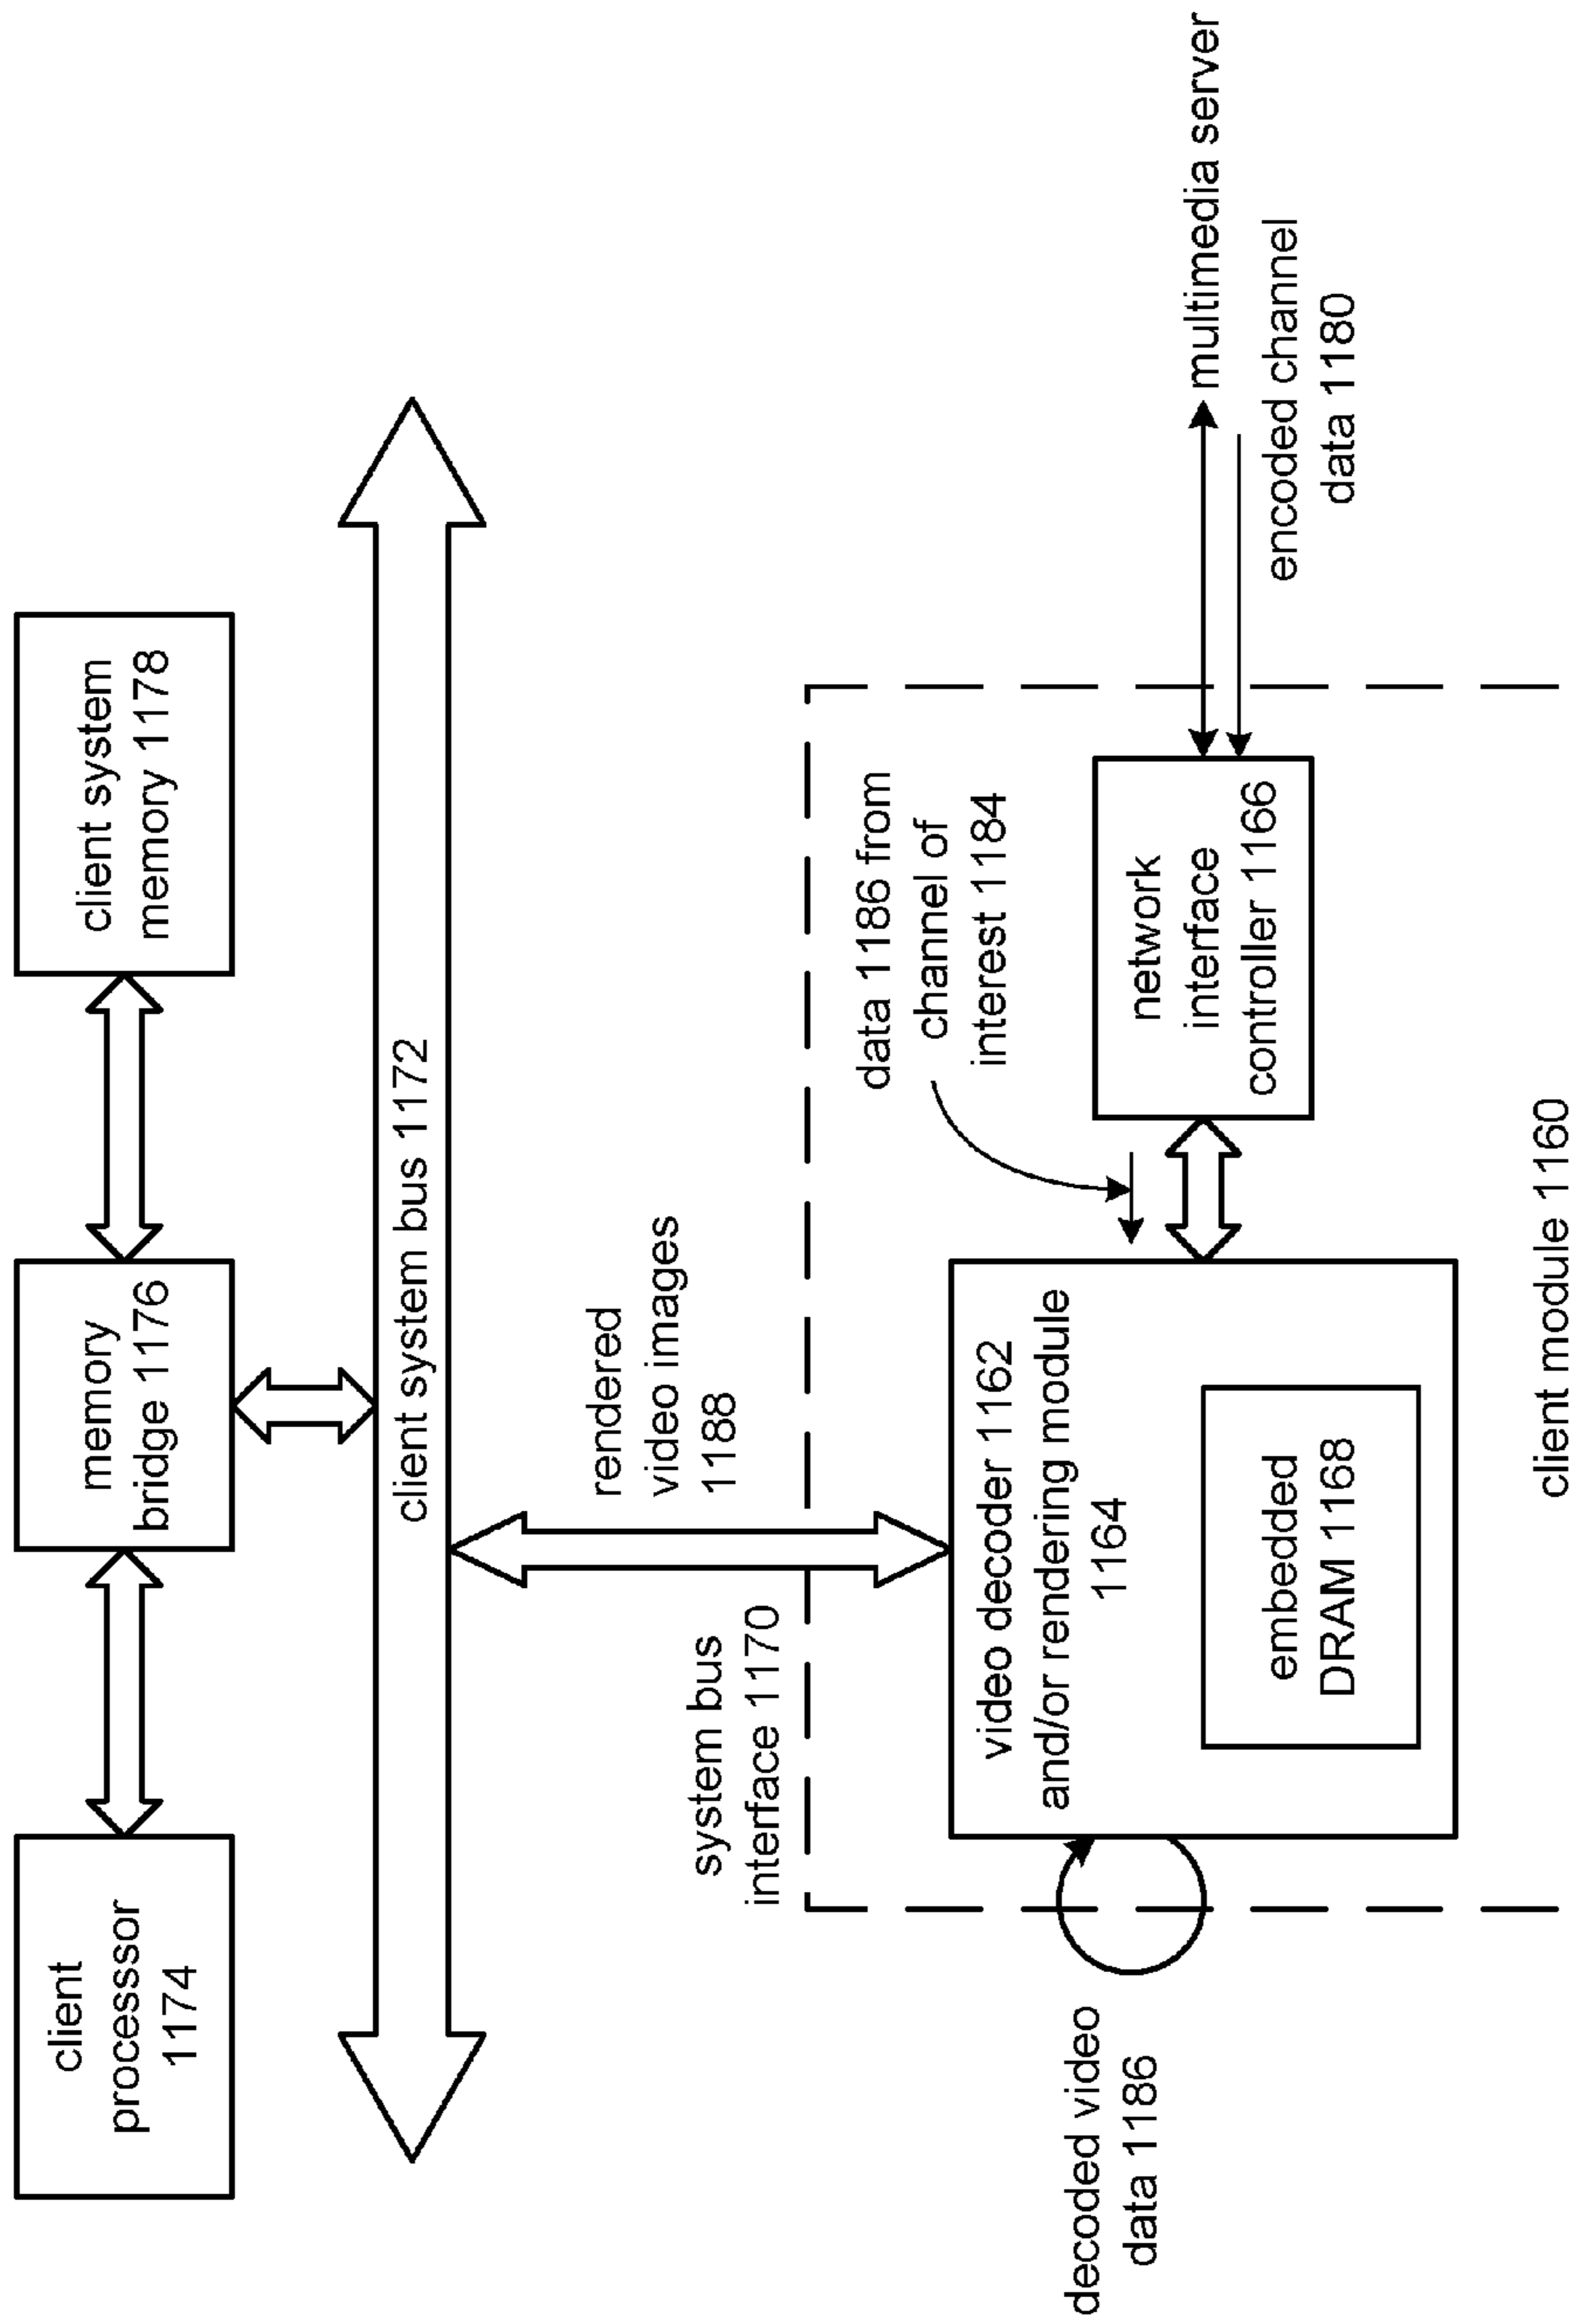 client
processor
1174
memory
bridge 1176
client system
memory 1178
client system bus 1172
system bus
interface 1170
rendered
video images
1188
data 1186 from
channel of
interest 1184
decoded video
data 1186
video decoder 1162
and/or rendering module
1164
embedded
DRAM 1168
network
interface
controller 1166
multimedia server
encoded channel
data 1180
client module 1160